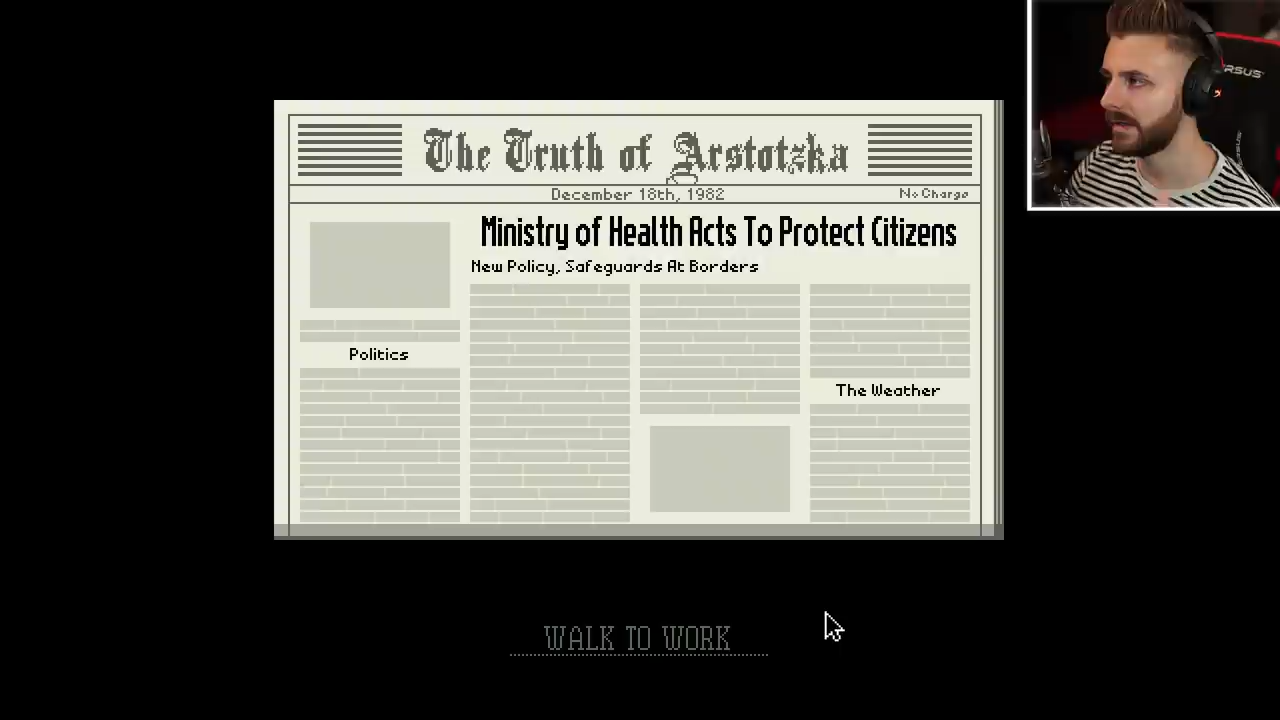 The Truth of Arstotzka
December 18th, 1982
No Charge
Ministry of Health Acts To Protect Citizens
New Policy, Safeguards At Borders
Politics
The Weather
WALK TO WORK